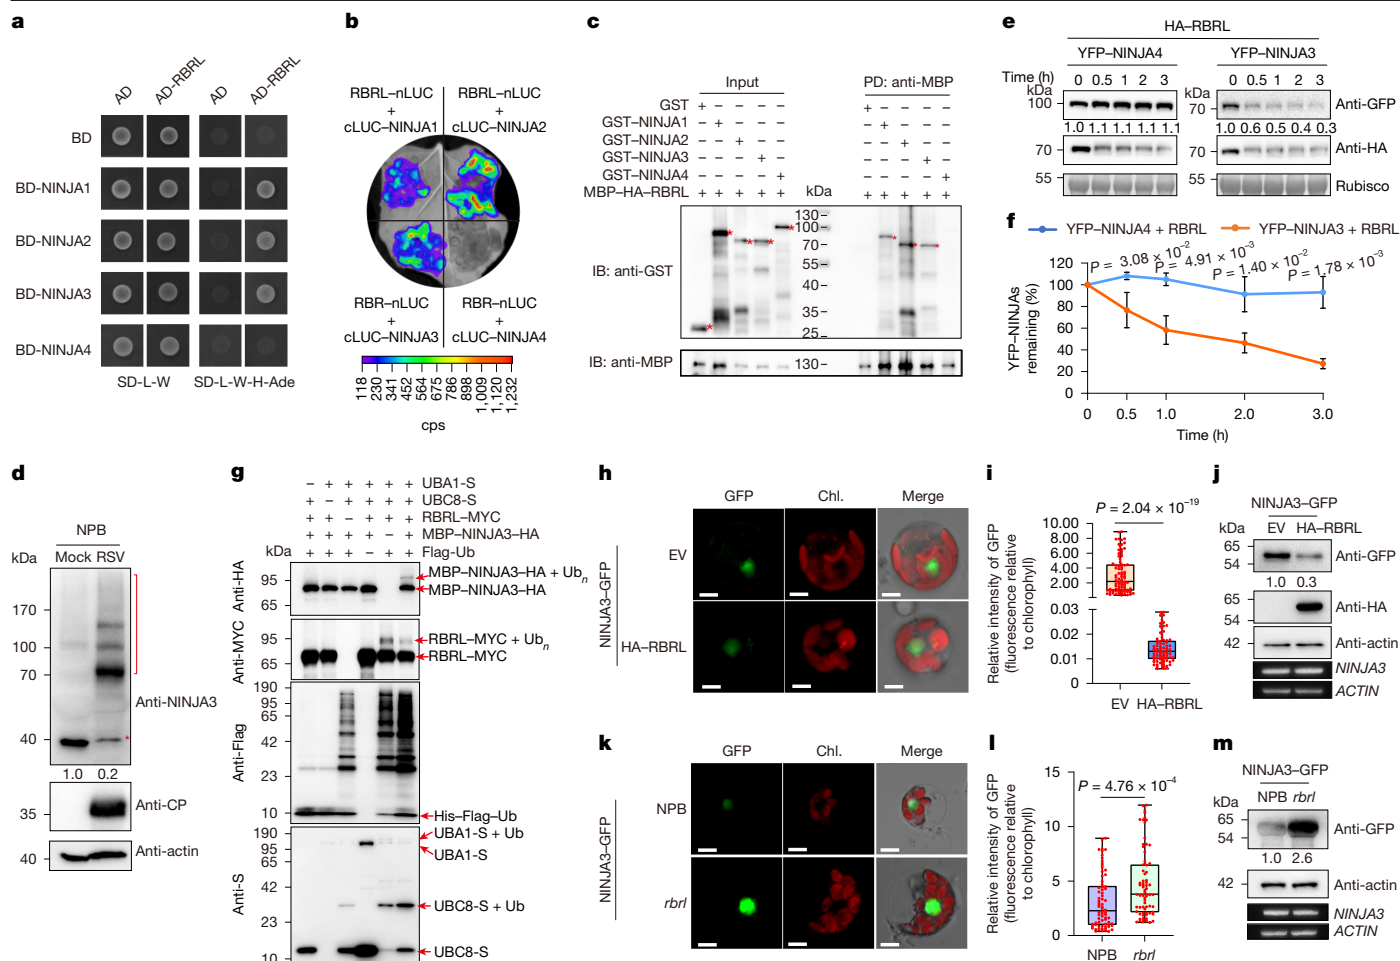 a
AD
AD-RBRL
AD
AD-RBRL
BD
BD-NINJA1
BD-NINJA2
BD-NINJA3
BD-NINJA4
SD-L-W
SD-L-W-H-Ade
b
RBRL–nLUC
+
cLUC–NINJA1
RBRL–nLUC
+
cLUC–NINJA2
RBR–nLUC
+
cLUC–NINJA3
RBR–nLUC
+
cLUC–NINJA4
118
230
341
452
564
675
786
898
1,009
1,120
1,232
cps
c
Input
PD: anti-MBP
GST + – – – – + – – – –
GST–NINJA1 – + – – – – + – – –
GST–NINJA2 – – + – – – – + – –
GST–NINJA3 – – – + – – – – + –
GST–NINJA4 – – – – + – – – – +
MBP–HA–RBRL + + + + + kDa + + + + +
IB: anti-GST
130
100
70
55
40
35
25
IB: anti-MBP
130
e
HA–RBRL
YFP–NINJA4
YFP–NINJA3
Time (h) 0 0.5 1 2 3
0 0.5 1 2 3
kDa
100
kDa
70
Anti-GFP
1.0 1.1 1.1 1.1 1.1
1.0 0.6 0.5 0.4 0.3
70
70
Anti-HA
55
55
Rubisco
f
YFP–NINJA4 + RBRL
YFP–NINJA3 + RBRL
P = 3.08 × 10−2
P = 4.91 × 10−3
P = 1.40 × 10−2
P = 1.78 × 10−3
YFP–NINJAs
remaining (%)
120
100
80
60
40
20
0
0 0.5 1.0 2.0 3.0
Time (h)
d
NPB
kDa
Mock RSV
170
100
70
40
Anti-NINJA3
1.0 0.2
35
Anti-CP
40
Anti-actin
g
– + + + + + UBA1-S
+ – + + + + UBC8-S
+ + – + + + RBRL–MYC
+ + + + – + MBP–NINJA3–HA
kDa + + + – + + Flag-Ub
Anti-HA
95
65
MBP–NINJA3–HA + Ubn
MBP–NINJA3–HA
Anti-MYC
95
65
RBRL–MYC + Ubn
RBRL–MYC
Anti-Flag
190
95
65
42
23
10
His–Flag–Ub
Anti-S
190
95
65
42
23
10
UBA1-S + Ub
UBA1-S
UBC8-S + Ub
UBC8-S
h
GFP
Chl.
Merge
NINJA3–GFP
EV
HA–RBRL
i
P = 2.04 × 10−19
Relative intensity of GFP
(fluorescence relative
to chlorophyll)
10.00
8.00
6.00
4.00
2.00
0.03
0.02
0.01
0
EV HA–RBRL
j
NINJA3–GFP
kDa
EV HA–RBRL
65
54
Anti-GFP
1.0 0.3
65
54
Anti-HA
42
Anti-actin
NINJA3
ACTIN
k
GFP
Chl.
Merge
NINJA3–GFP
NPB
rbrl
l
P = 4.76 × 10−4
Relative intensity of GFP
(fluorescence relative
to chlorophyll)
15
10
5
0
NPB rbrl
m
NINJA3–GFP
kDa
NPB rbrl
65
54
Anti-GFP
1.0 2.6
42
Anti-actin
NINJA3
ACTIN